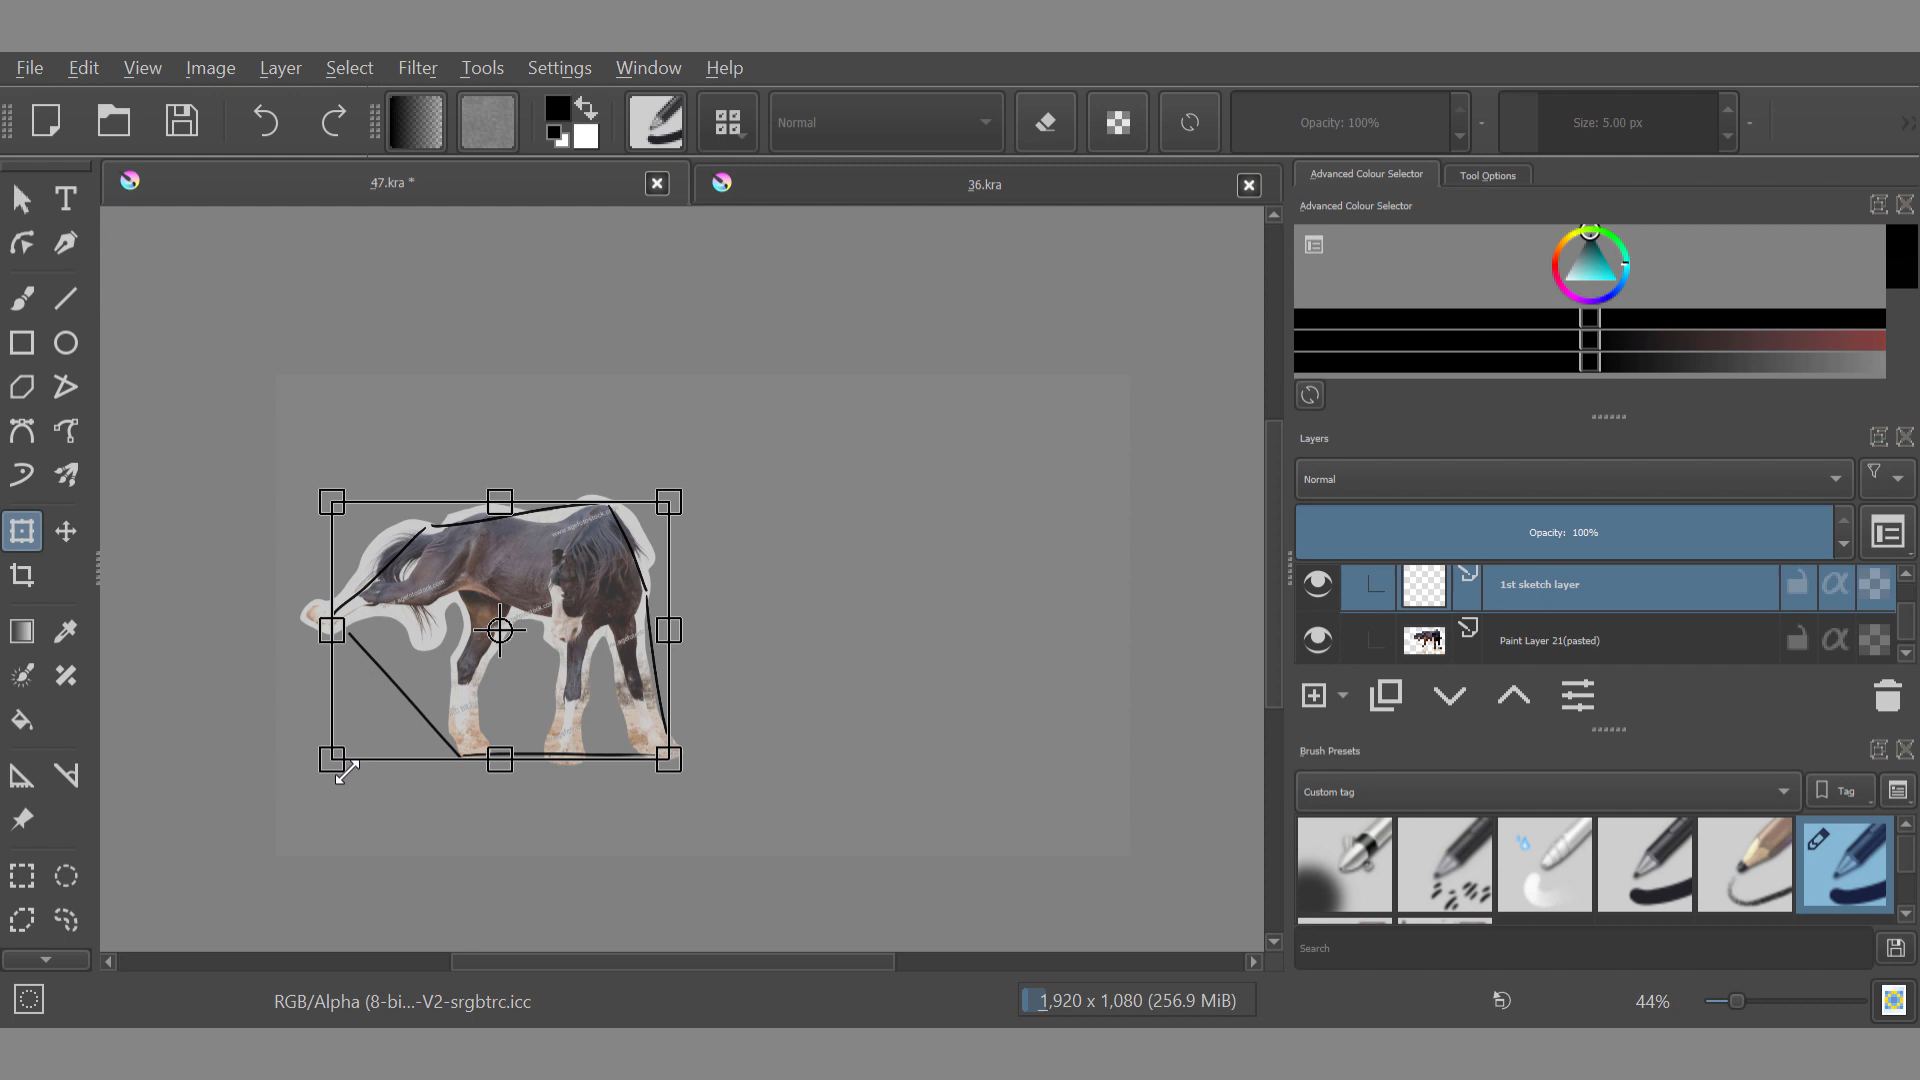 File Edit View Image Layer Select Filter Tools Settings Window Help
Normal
Opacity: 100%
Size: 5.00 px
47.kra *
36.kra
Advanced Colour Selector
Tool Options
Advanced Colour Selector
Layers
Normal
Opacity: 100%
1st sketch layer
Paint Layer 21(pasted)
Brush Presets
Custom tag
Tag
Search
RGB/Alpha (8-bi...-V2-srgbtrc.icc
1,920 x 1,080 (256.9 MiB)
44%